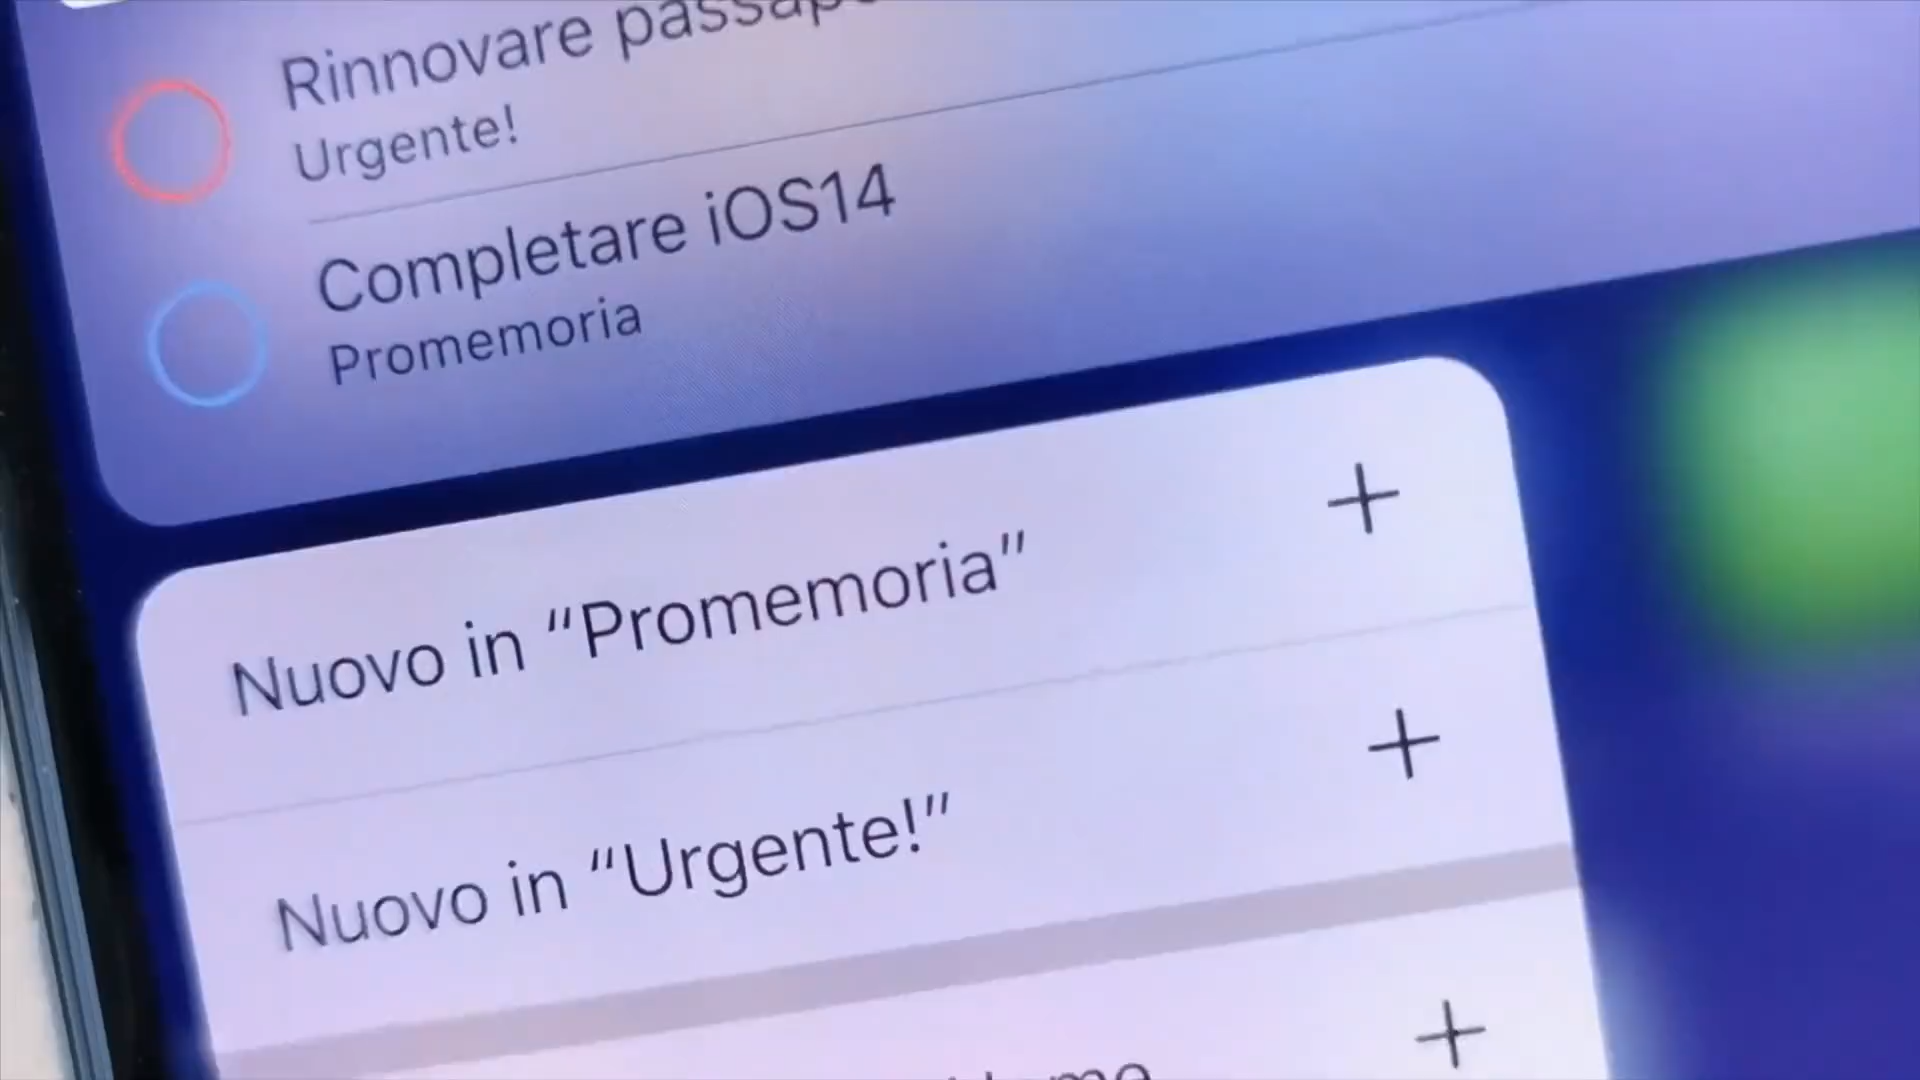 Rinnovare
Urgente!
Completare iOS14
Promemoria
Nuovo in “Promemoria”
Nuovo in “Urgente!”